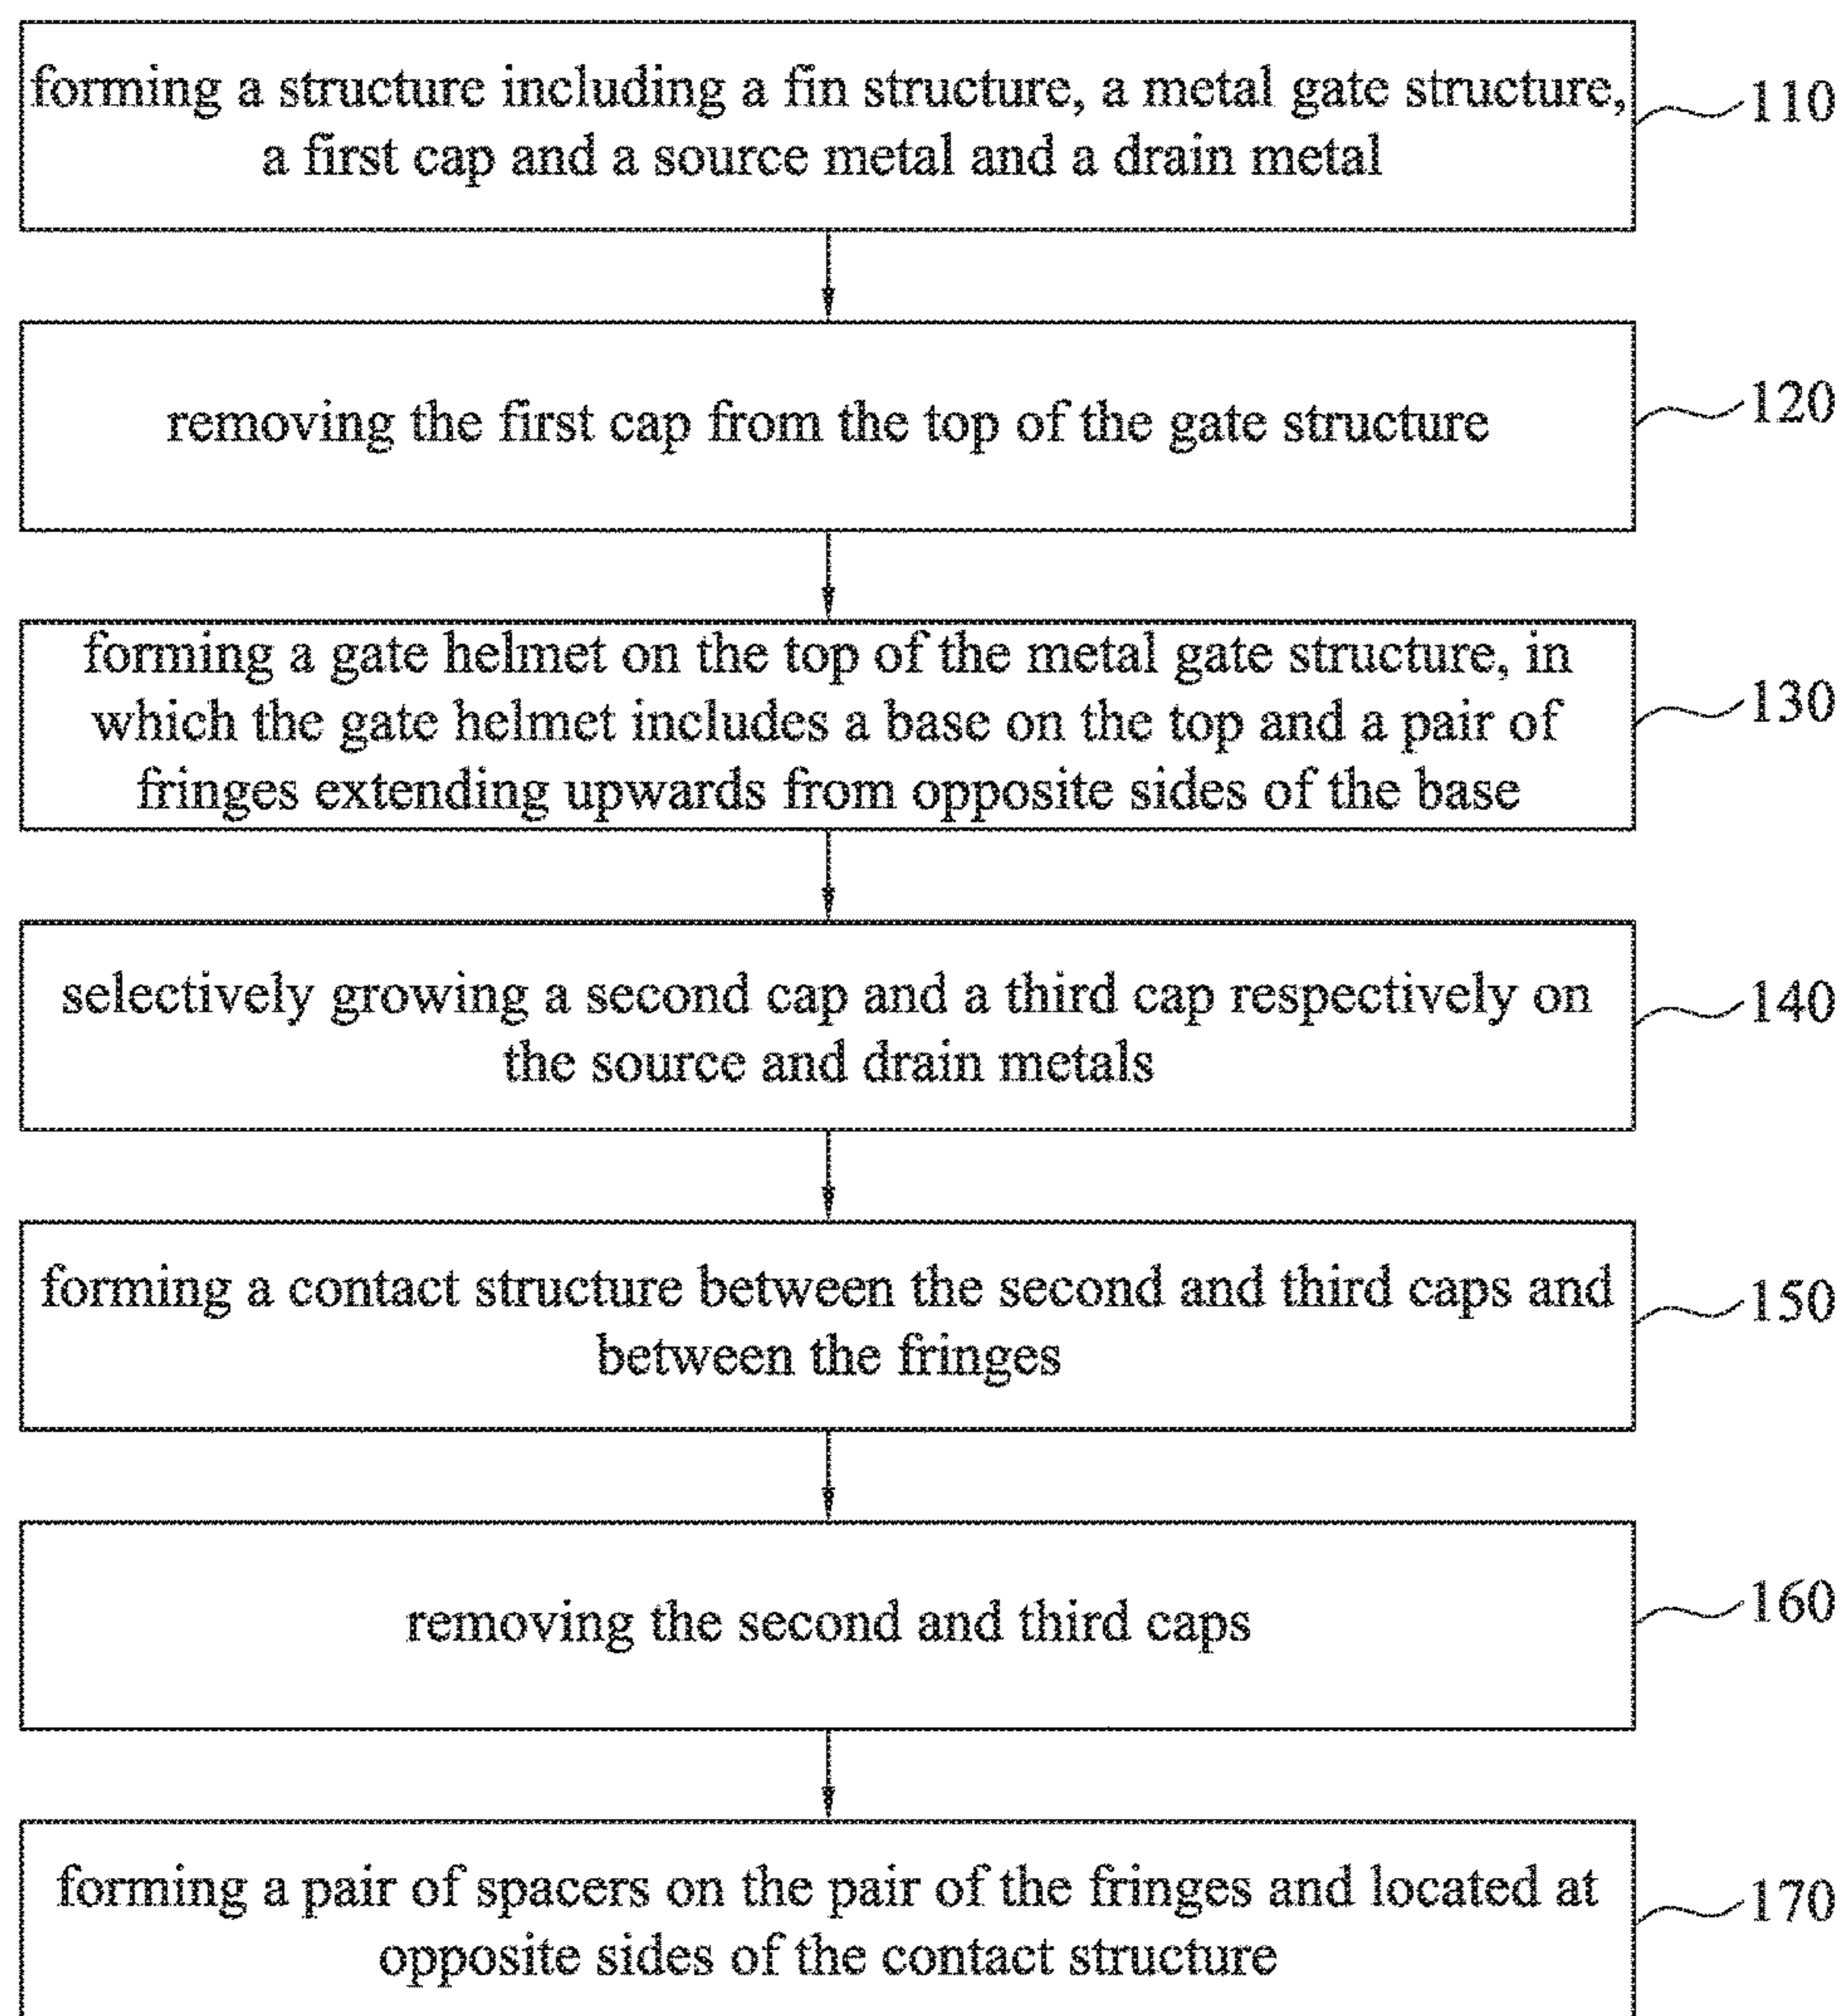 forming a structure including a fin structure, a metal gate structure,
a first cap and a source metal and a drain metal
110
removing the first cap from the top of the gate structure
120
forming a gate helmet on the top of the metal gate structure, in
which the gate helmet includes a base on the top and a pair of
fringes extending upwards from opposite sides of the base
130
selectively growing a second cap and a third cap respectively on
the source and drain metals
140
forming a contact structure between the second and third caps and
between the fringes
150
removing the second and third caps
160
forming a pair of spacers on the pair of the fringes and located at
opposite sides of the contact structure
170